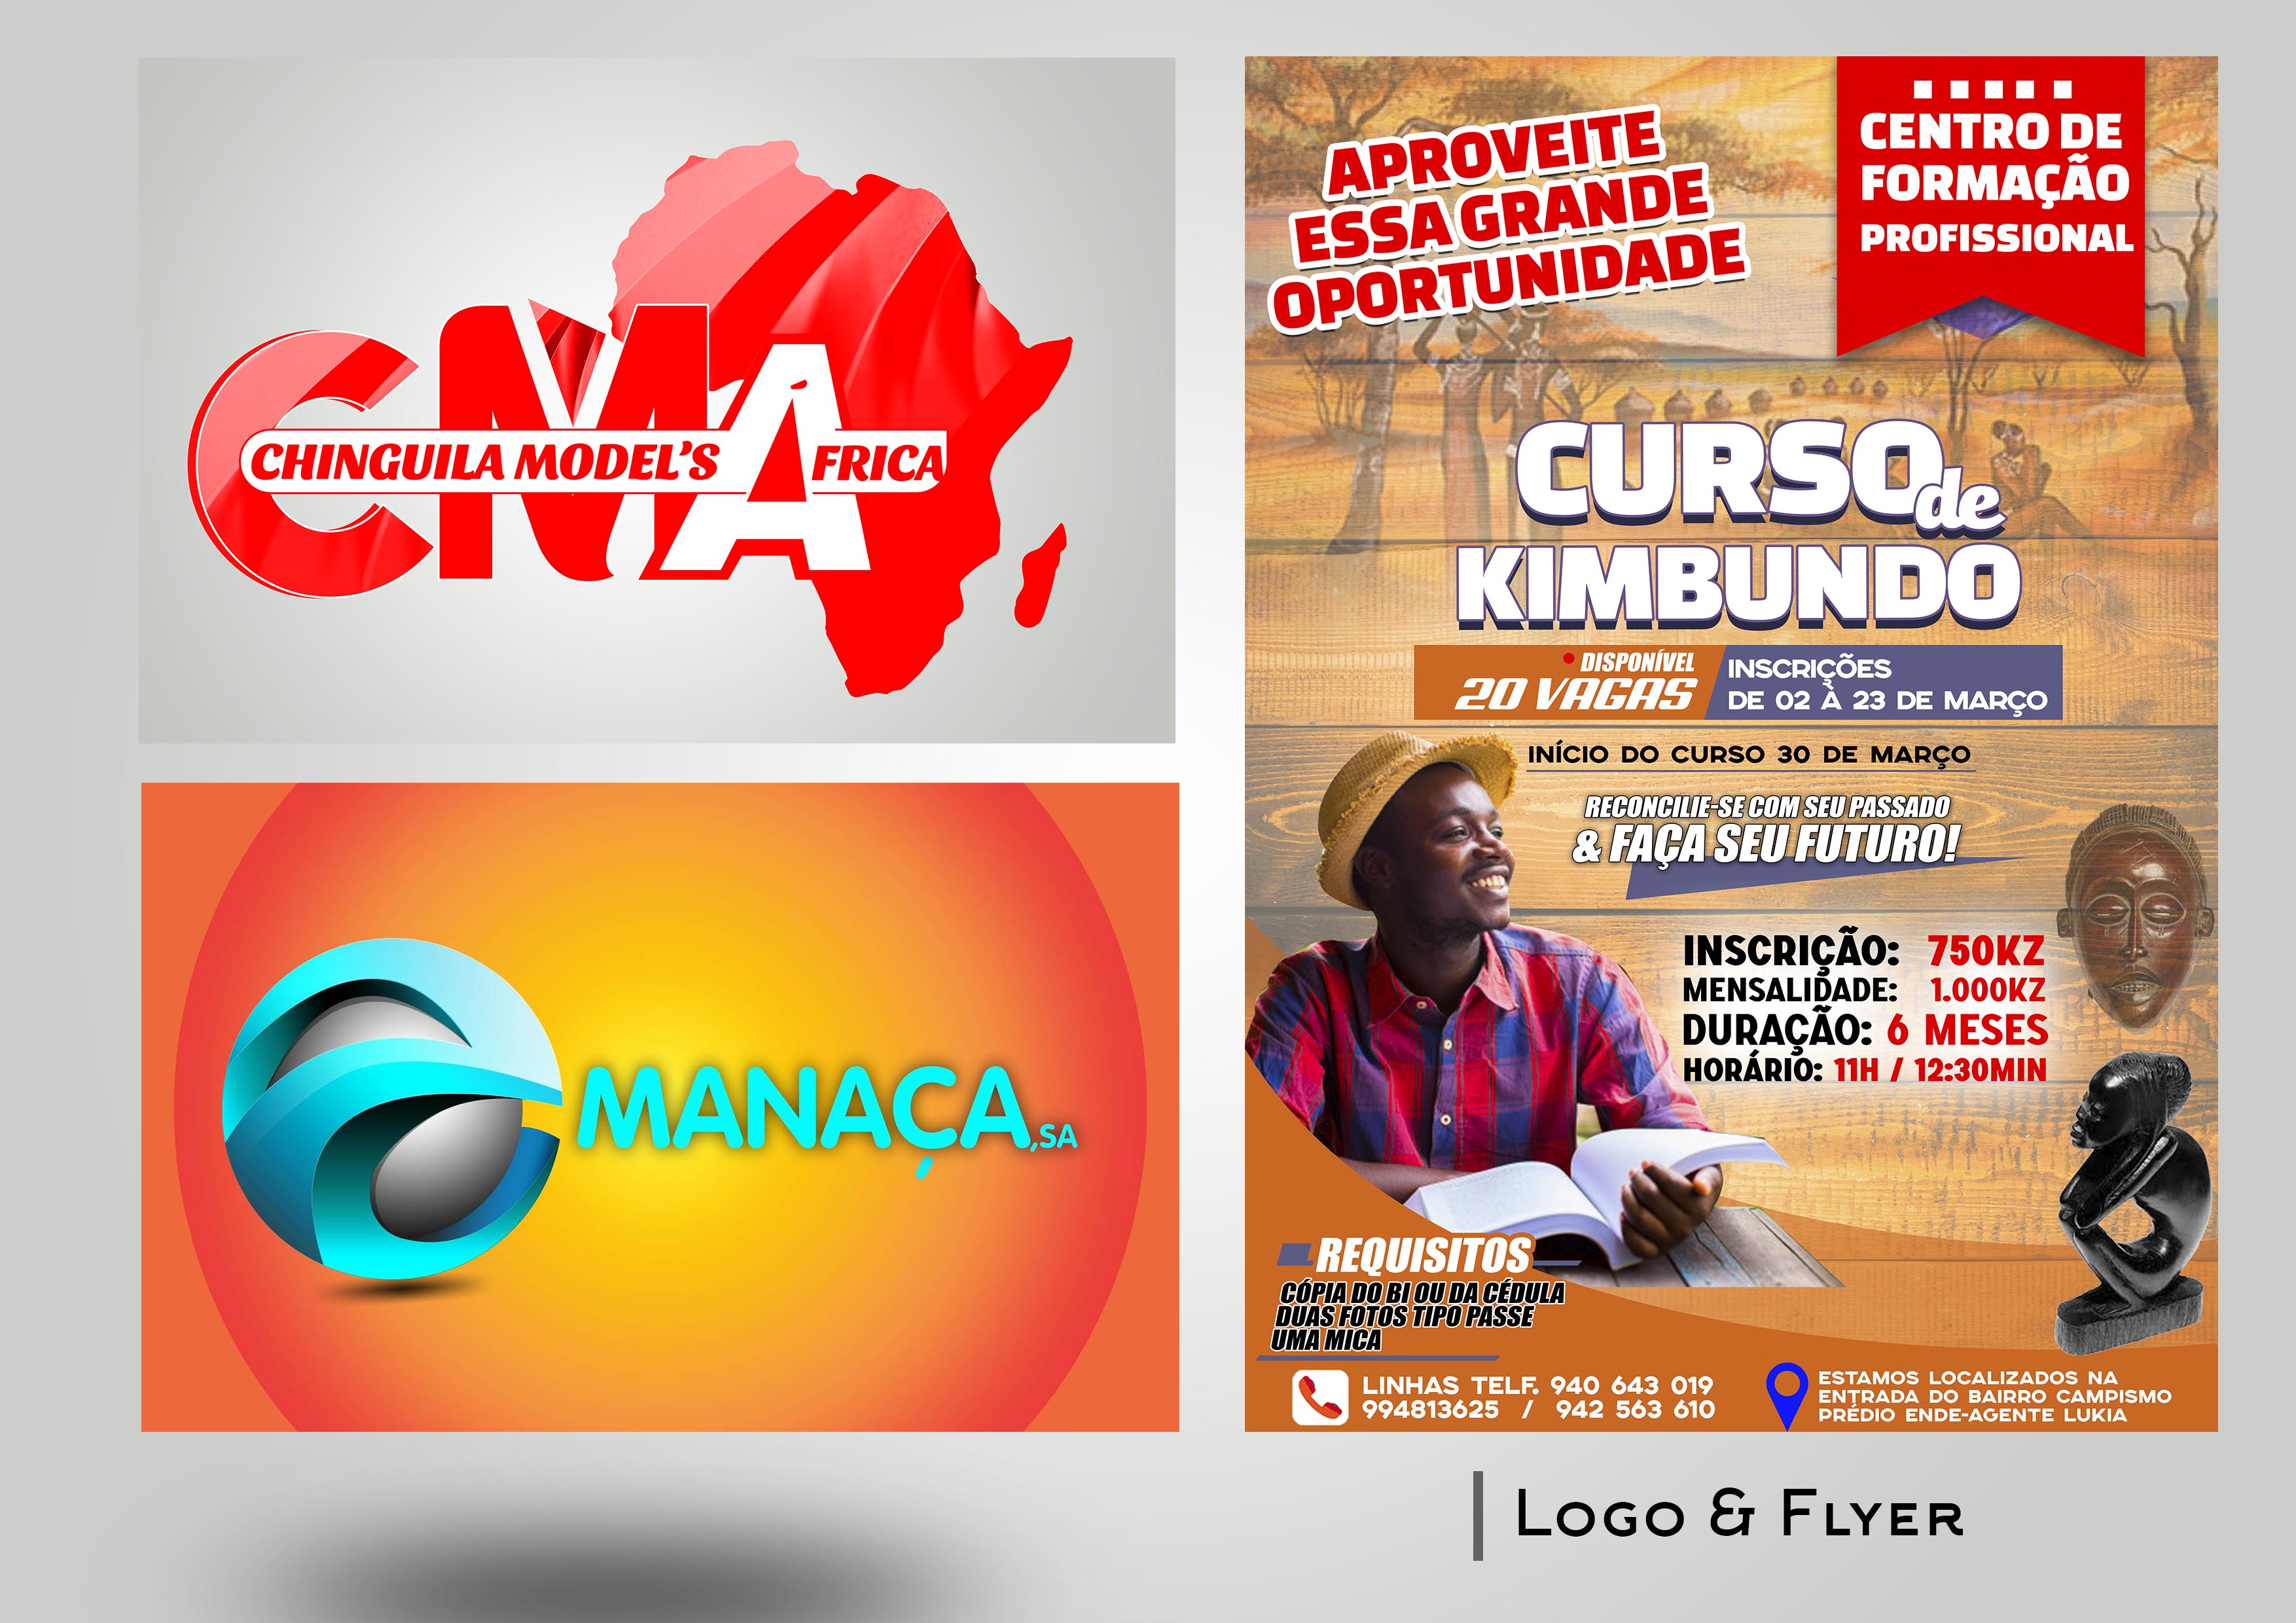 CMA
CHINGUILA MODEL'S AFRICA
MANAÇA,SA
APROVEITE
ESSA GRANDE
OPORTUNIDADE
CENTRO DE
FORMAÇÃO
PROFISSIONAL
CURSO de
KIMBUNDO
DISPONÍVEL
20 VAGAS
INSCRIÇÕES
DE 02 À 23 DE MARÇO
INÍCIO DO CURSO 30 DE MARÇO
RECONCILIE-SE COM SEU PASSADO
& FAÇA SEU FUTURO!
INSCRIÇÃO: 750KZ
MENSALIDADE: 1.000KZ
DURAÇÃO: 6 MESES
HORÁRIO: 11H / 12:30MIN
REQUISITOS
CÓPIA DO BI OU DA CÉDULA
DUAS FOTOS TIPO PASSE
UMA MICA
LINHAS TELF. 940 643 019
994813625 / 942 563 610
ESTAMOS LOCALIZADOS NA
ENTRADA DO BAIRRO CAMPISMO
PRÉDIO ENDE-AGENTE LUKIA
Logo & Flyer